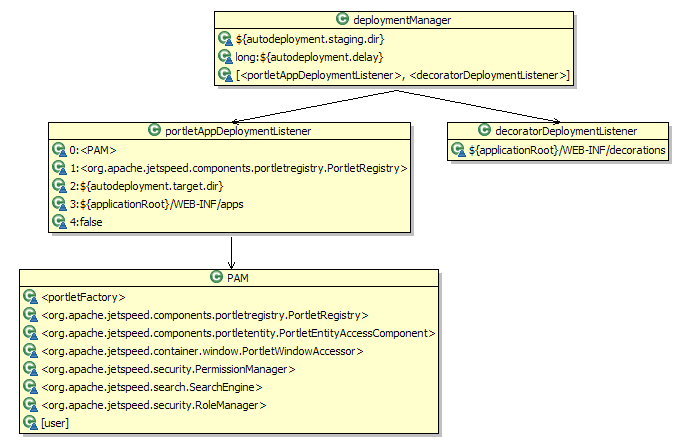 deploymentManager
${autodeployment.staging.dir}
long:${autodeployment.delay}
[<portletAppDeploymentListener>, <decoratorDeploymentListener>]
portletAppDeploymentListener
0:<PAM>
1:<org.apache.jetspeed.components.portletregistry.PortletRegistry>
2:${autodeployment.target.dir}
3:${applicationRoot}/WEB-INF/apps
4:false
decoratorDeploymentListener
${applicationRoot}/WEB-INF/decorations
PAM
<portletFactory>
<org.apache.jetspeed.components.portletregistry.PortletRegistry>
<org.apache.jetspeed.components.portletentity.PortletEntityAccessComponent>
<org.apache.jetspeed.container.window.PortletWindowAccessor>
<org.apache.jetspeed.security.PermissionManager>
<org.apache.jetspeed.search.SearchEngine>
<org.apache.jetspeed.security.RoleManager>
[user]